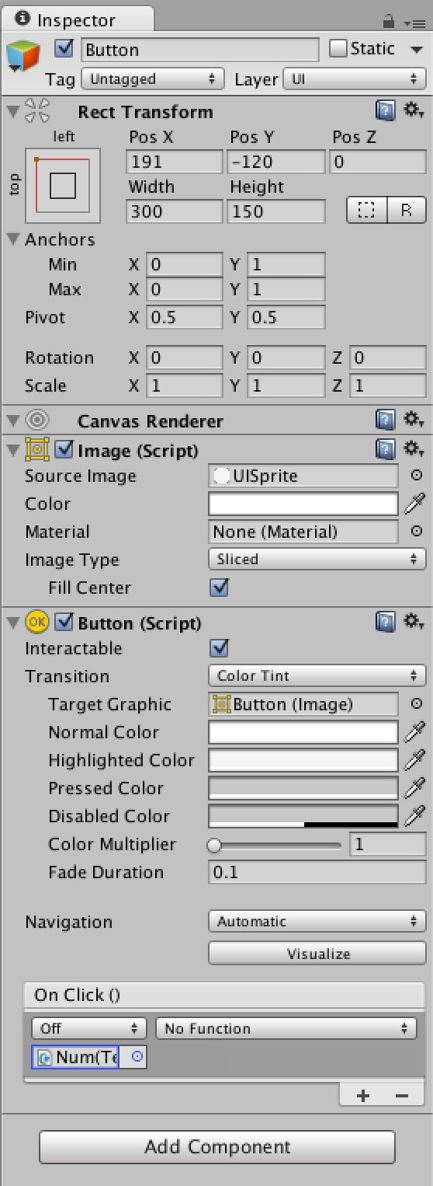 Inspector
Button Static
Tag Untagged Layer UI
Rect Transform
left Pos X Pos Y Pos Z
top 191 -120 0
Width Height
300 150 R
Anchors
Min X 0 Y 1
Max X 0 Y 1
Pivot X 0.5 Y 0.5
Rotation X 0 Y 0 Z 0
Scale X 1 Y 1 Z 1
Canvas Renderer
Image (Script)
Source Image UISprite
Color
Material None (Material)
Image Type Sliced
Fill Center
OK Button (Script)
Interactable
Transition Color Tint
Target Graphic Button (Image)
Normal Color
Highlighted Color
Pressed Color
Disabled Color
Color Multiplier 1
Fade Duration 0.1
Navigation Automatic
Visualize
On Click ()
Off No Function
Num(Te
+ −
Add Component